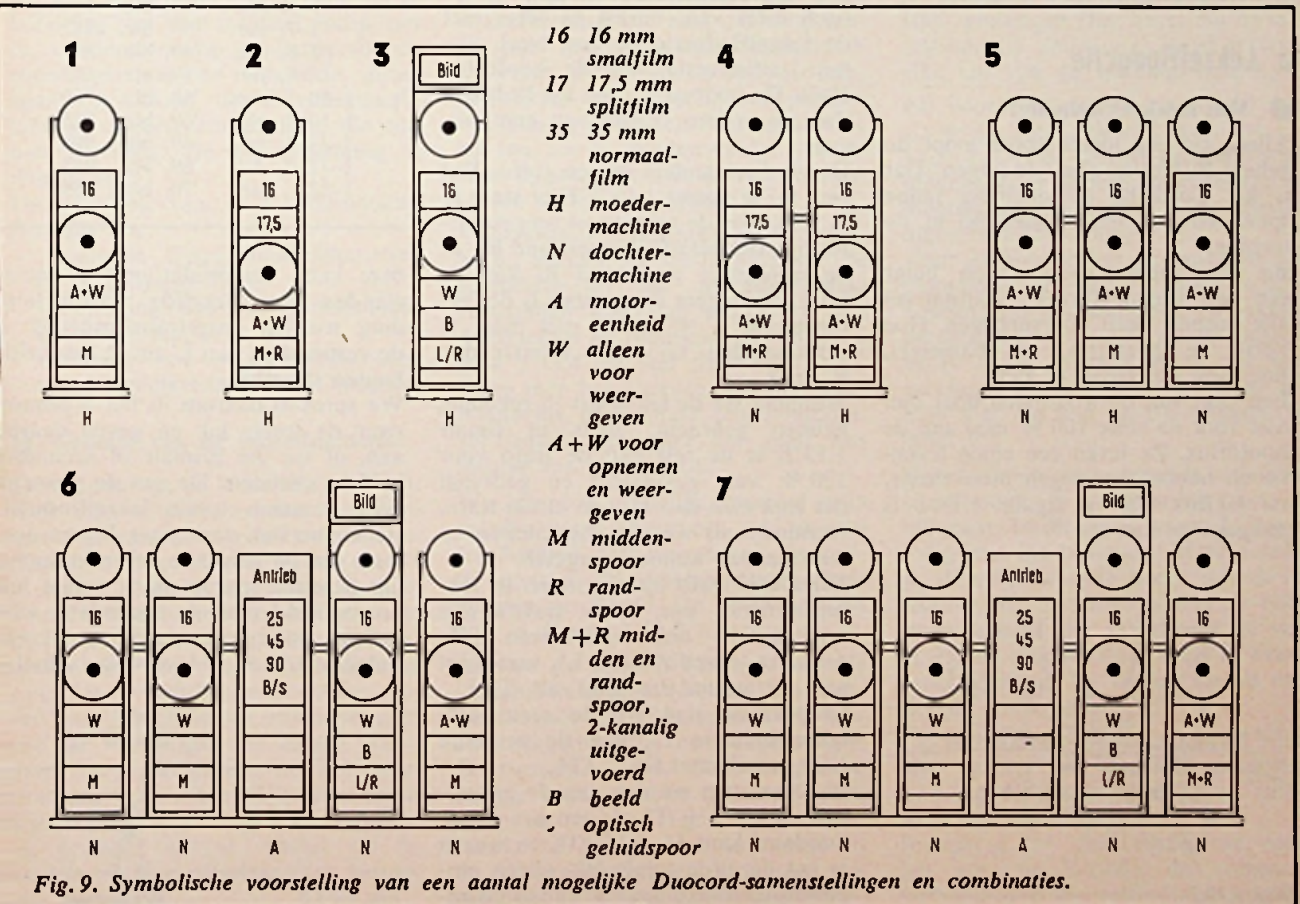 1
16
A+W
M
H
2
16
17,5
A+W
M+R
H
3
Bild
16
W
B
L/R
H
16 16 mm
smalfilm
17 17,5 mm
splitfilm
35 35 mm
normaal-
film
H moeder-
machine
N dochter-
machine
A motor-
eenheid
W alleen
voor
weer-
geven
A+W voor
opnemen
en weer-
geven
M midden-
spoor
R rand-
spoor
M+R mid-
den en
rand-
spoor,
2-kanalig
uitge-
voerd
B beeld
optisch
geluidspoor
4
16 16
17,5 17,5
A+W A+W
M+R M+R
N H
5
16 16 16
A+W A+W A+W
M+R M M
N H N
6
Bild
Antrieb
16 16 25 16 16
45
90
B/s
W W W A+W
B
M M L/R M
N N A N N
7
Bild
Antrieb
16 16 16 25 16 16
45
90
B/s
W W W W A+W
B
M M M L/R M+R
N N N A N N
Fig. 9. Symbolische voorstelling van een aantal mogelijke Duocord-samenstellingen en combinaties.